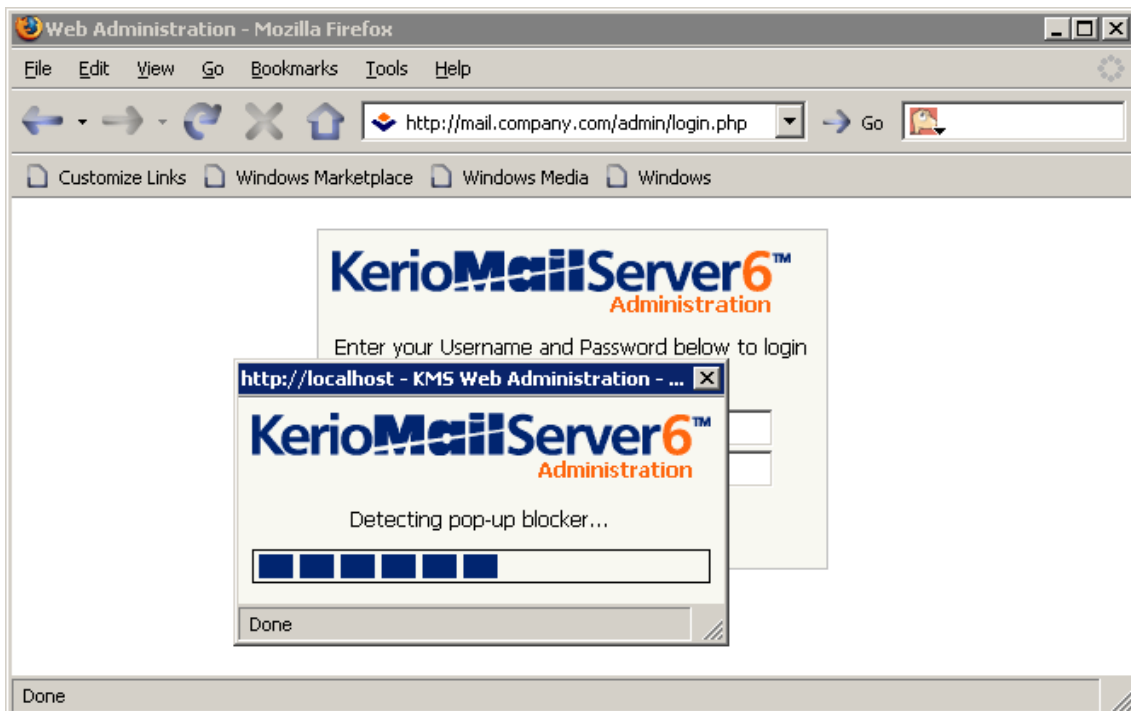 Web Administration - Mozilla Firefox
File Edit View Go Bookmarks Tools Help
http://mail.company.com/admin/login.php Go
Customize Links Windows Marketplace Windows Media Windows
KerioMailServer6™
Administration
Enter your Username and Password below to login
http://localhost - KMS Web Administration - ...
KerioMailServer6™
Administration
Detecting pop-up blocker...
Done
Done